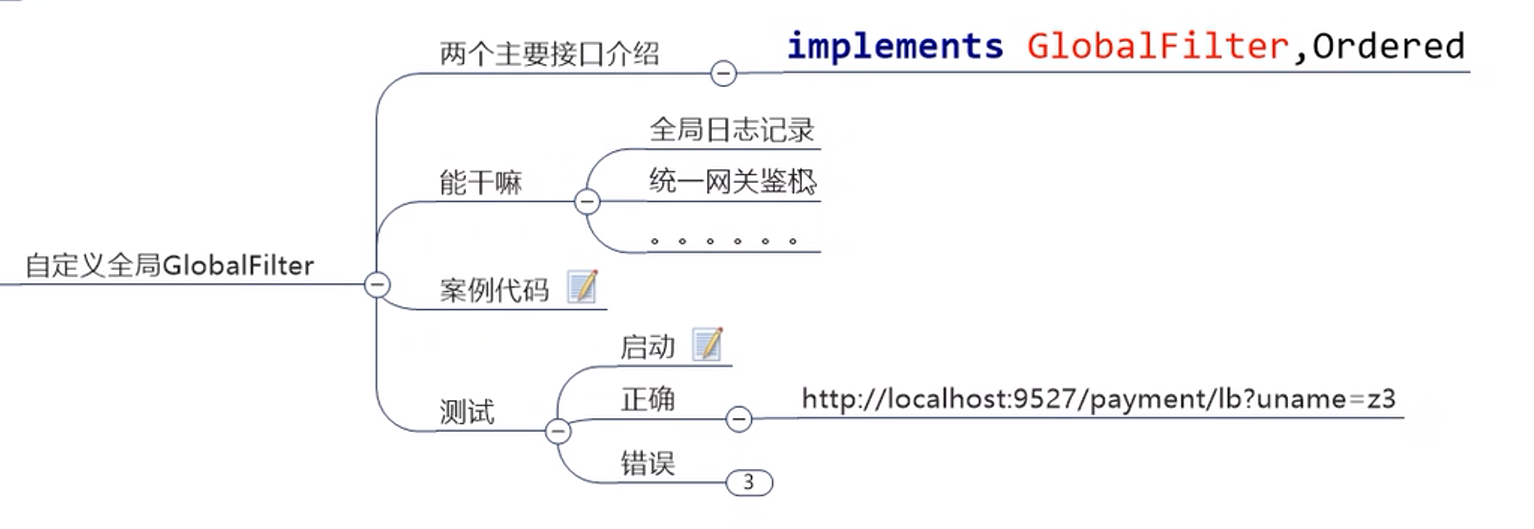 两个主要接口介绍
implements GlobalFilter,Ordered
全局日志记录
能干嘛
统一网关鉴权
。。。。。。
自定义全局GlobalFilter
案例代码
启动
正确
http://localhost:9527/payment/lb?uname=z3
测试
错误
3